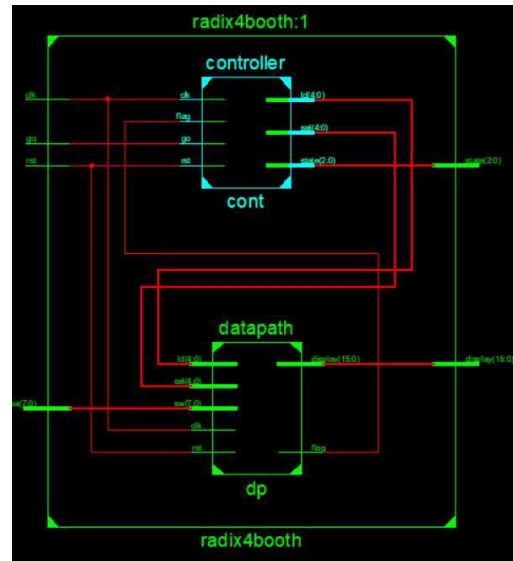 radix4booth:1
controller
clk
clk
ld(4:0)
flag
sel(4:0)
go
go
rst
rst
state(2:0)
state(2:0)
cont
datapath
ld(4:0)
display(15:0)
display(15:0)
sel(4:0)
sw(7:0)
sw(7:0)
clk
rst
flag
dp
radix4booth